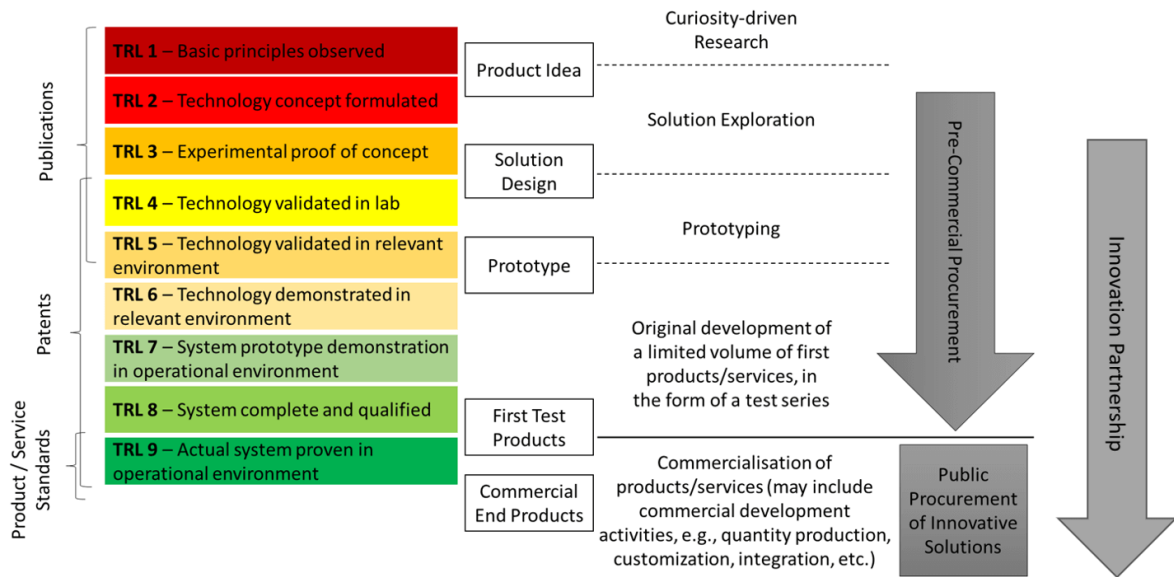 Publications
Patents
Product / Service
Standards
TRL 1 – Basic principles observed
TRL 2 – Technology concept formulated
TRL 3 – Experimental proof of concept
TRL 4 – Technology validated in lab
TRL 5 – Technology validated in relevant
environment
TRL 6 – Technology demonstrated in
relevant environment
TRL 7 – System prototype demonstration
in operational environment
TRL 8 – System complete and qualified
TRL 9 – Actual system proven in
operational environment
Product Idea
Solution
Design
Prototype
First Test
Products
Commercial
End Products
Curiosity-driven
Research
Solution Exploration
Prototyping
Original development of
a limited volume of first
products/services, in
the form of a test series
Commercialisation of
products/services (may include
commercial development
activities, e.g., quantity production,
customization, integration, etc.)
Pre-Commercial Procurement
Public
Procurement
of Innovative
Solutions
Innovation Partnership